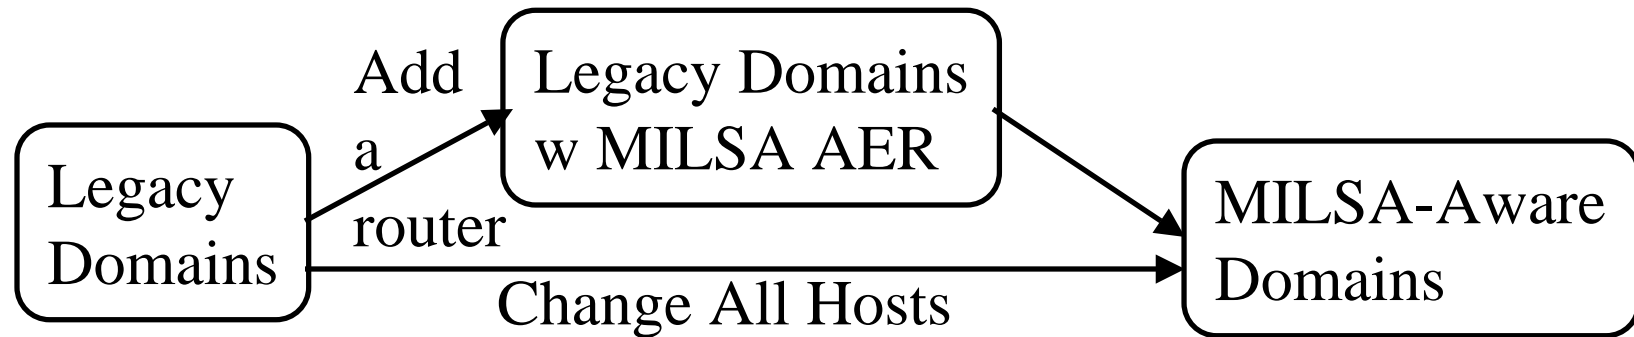 Legacy
Domains
Add
a
router
Legacy Domains
w MILSA AER
Change All Hosts
MILSA-Aware
Domains